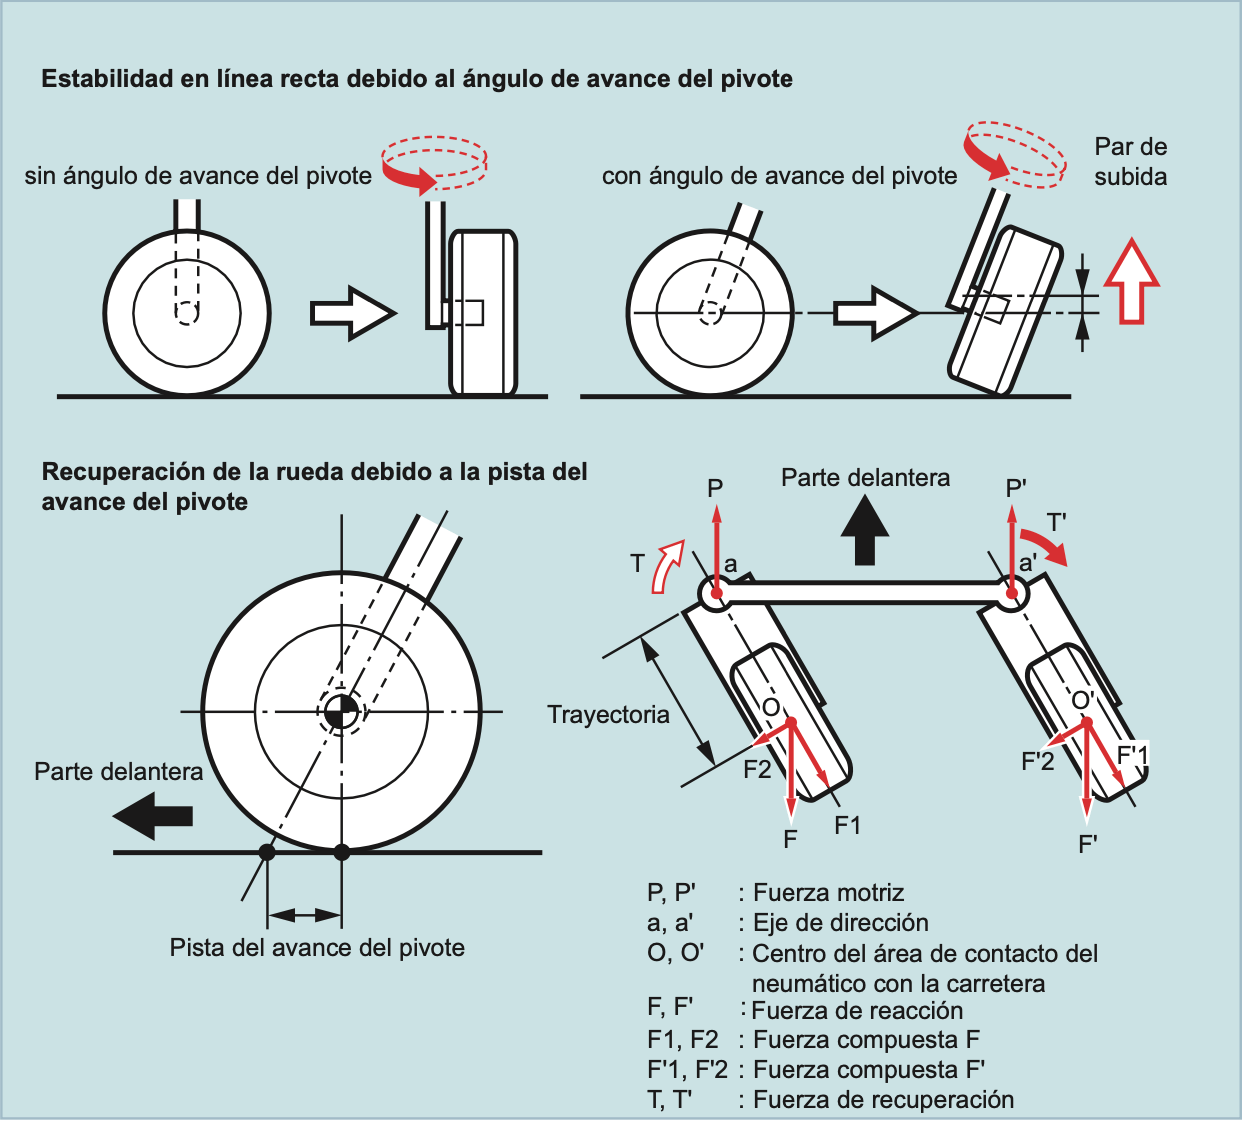 Estabilidad en línea recta debido al ángulo de avance del pivote
sin ángulo de avance del pivote
con ángulo de avance del pivote
Par de
subida
Recuperación de la rueda debido a la pista del
avance del pivote
Parte delantera
Pista del avance del pivote
Parte delantera
P
P'
T
T'
a
a'
Trayectoria
O
O'
F2
F
F1
F'2
F'
F'1
P, P' : Fuerza motriz
a, a' : Eje de dirección
O, O' : Centro del área de contacto del
neumático con la carretera
F, F' : Fuerza de reacción
F1, F2 : Fuerza compuesta F
F'1, F'2 : Fuerza compuesta F'
T, T' : Fuerza de recuperación